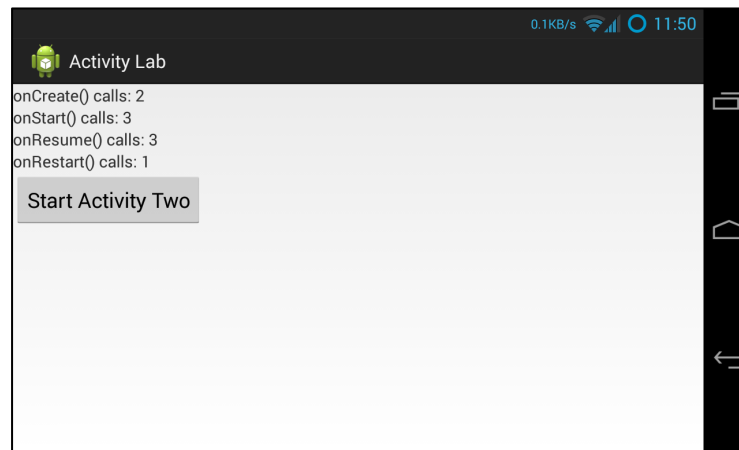 0.1KB/s 11:50
Activity Lab
onCreate() calls: 2
onStart() calls: 3
onResume() calls: 3
onRestart() calls: 1
Start Activity Two